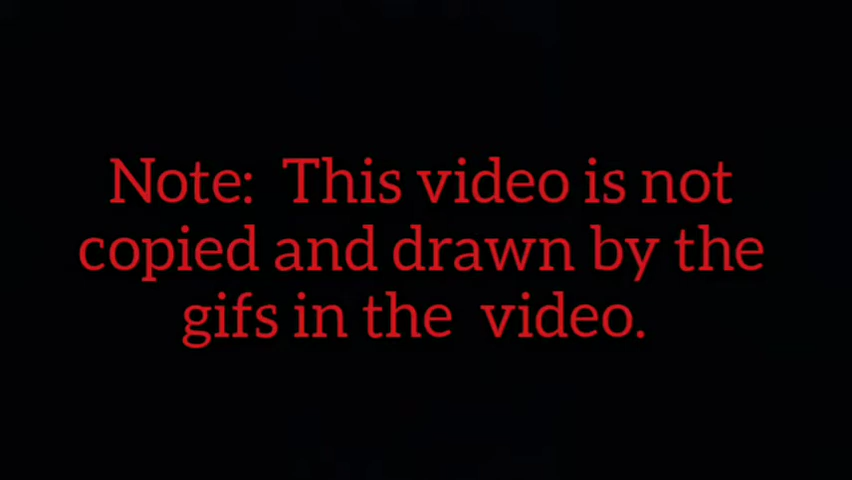 Note: This video is not
copied and drawn by the
gifs in the video.